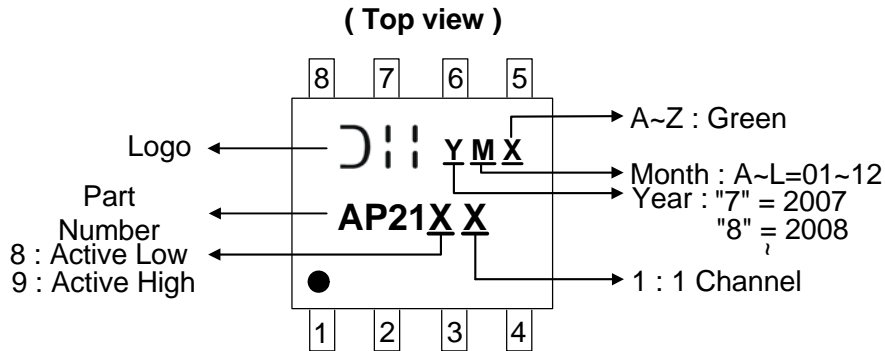 ( Top view )
8 7 6 5
Logo
Y M X
A~Z : Green
Month : A~L=01~12
Year : "7" = 2007
"8" = 2008
~
Part
Number
AP21X X
8 : Active Low
9 : Active High
1 : 1 Channel
1 2 3 4